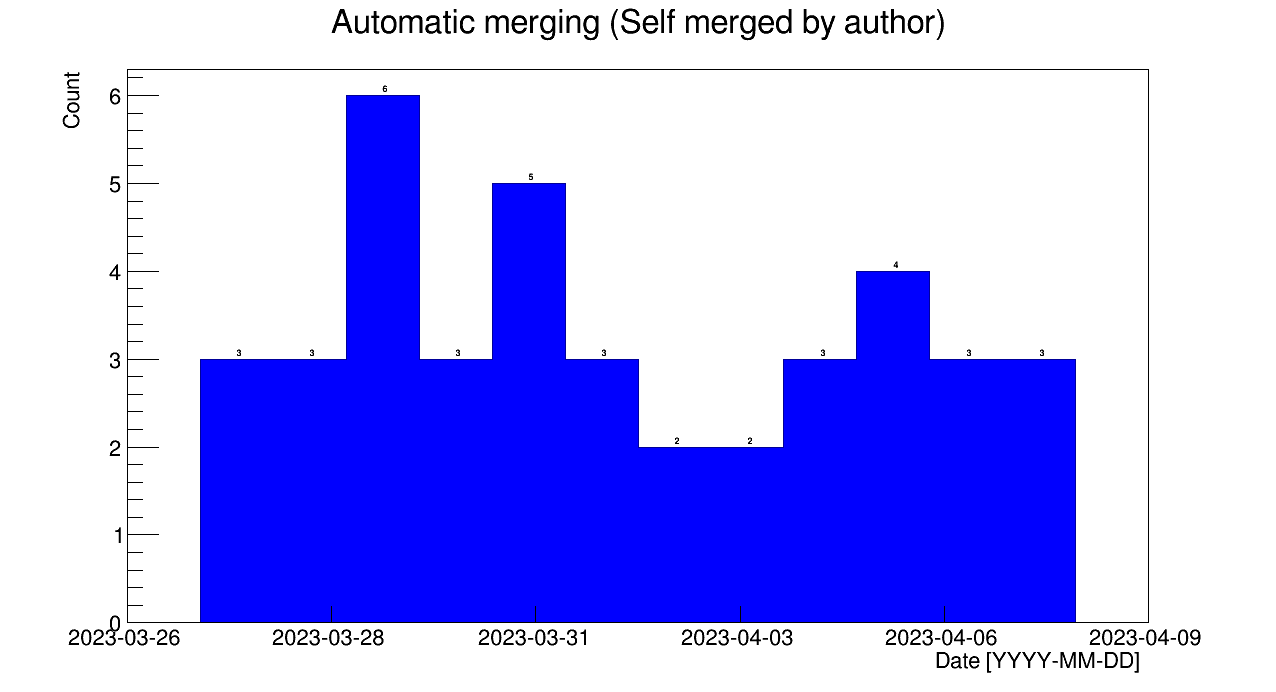 Automatic merging (Self merged by author)
Count
6
5
4
3
2
1
0
6
5
4
3 3 3 3 3 3 3
2 2
2023-03-26 2023-03-28 2023-03-31 2023-04-03 2023-04-06 2023-04-09
Date [YYYY-MM-DD]